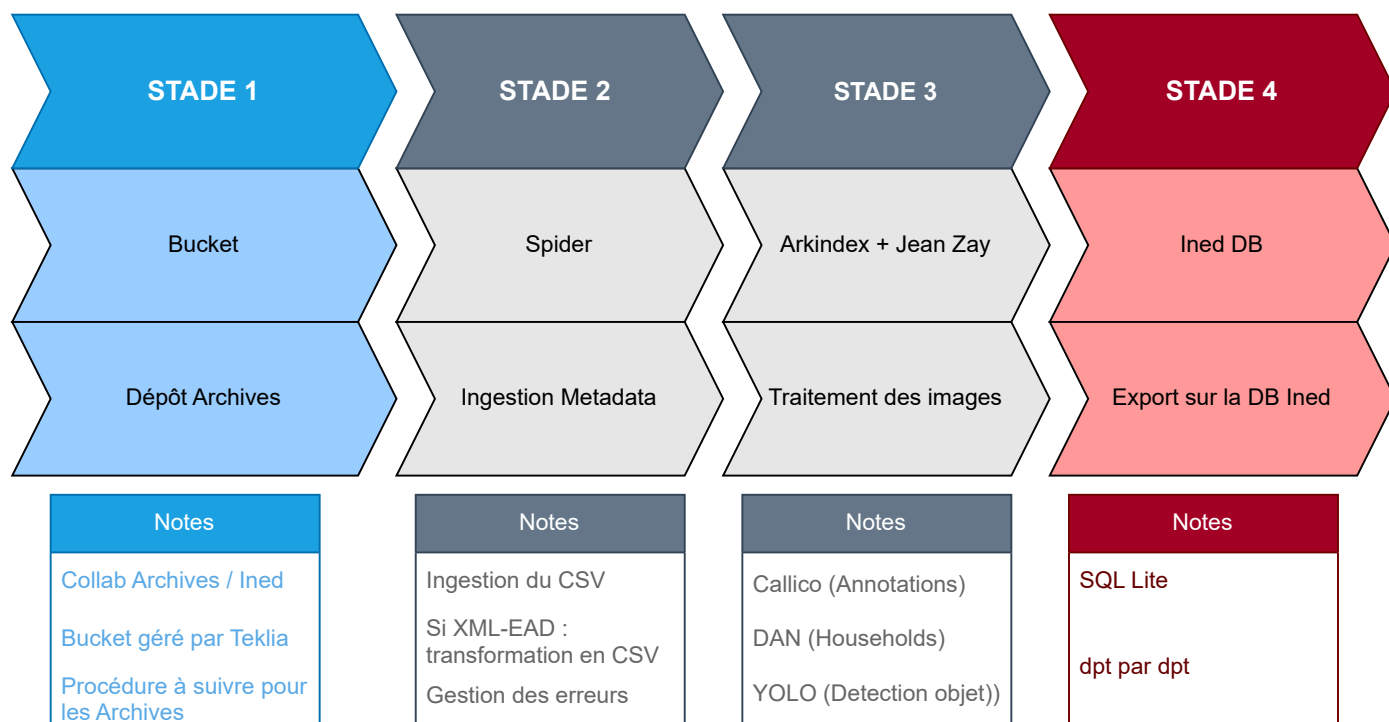 STADE 1
STADE 2
STADE 3
STADE 4
Bucket
Spider
Arkindex + Jean Zay
Ined DB
Dépôt Archives
Ingestion Metadata
Traitement des images
Export sur la DB Ined
Notes
Collab Archives / Ined
Bucket géré par Teklia
Procédure à suivre pour
les Archives
Notes
Ingestion du CSV
Si XML-EAD :
transformation en CSV
Gestion des erreurs
Notes
Callico (Annotations)
DAN (Households)
YOLO (Detection objet))
Notes
SQL Lite
dpt par dpt